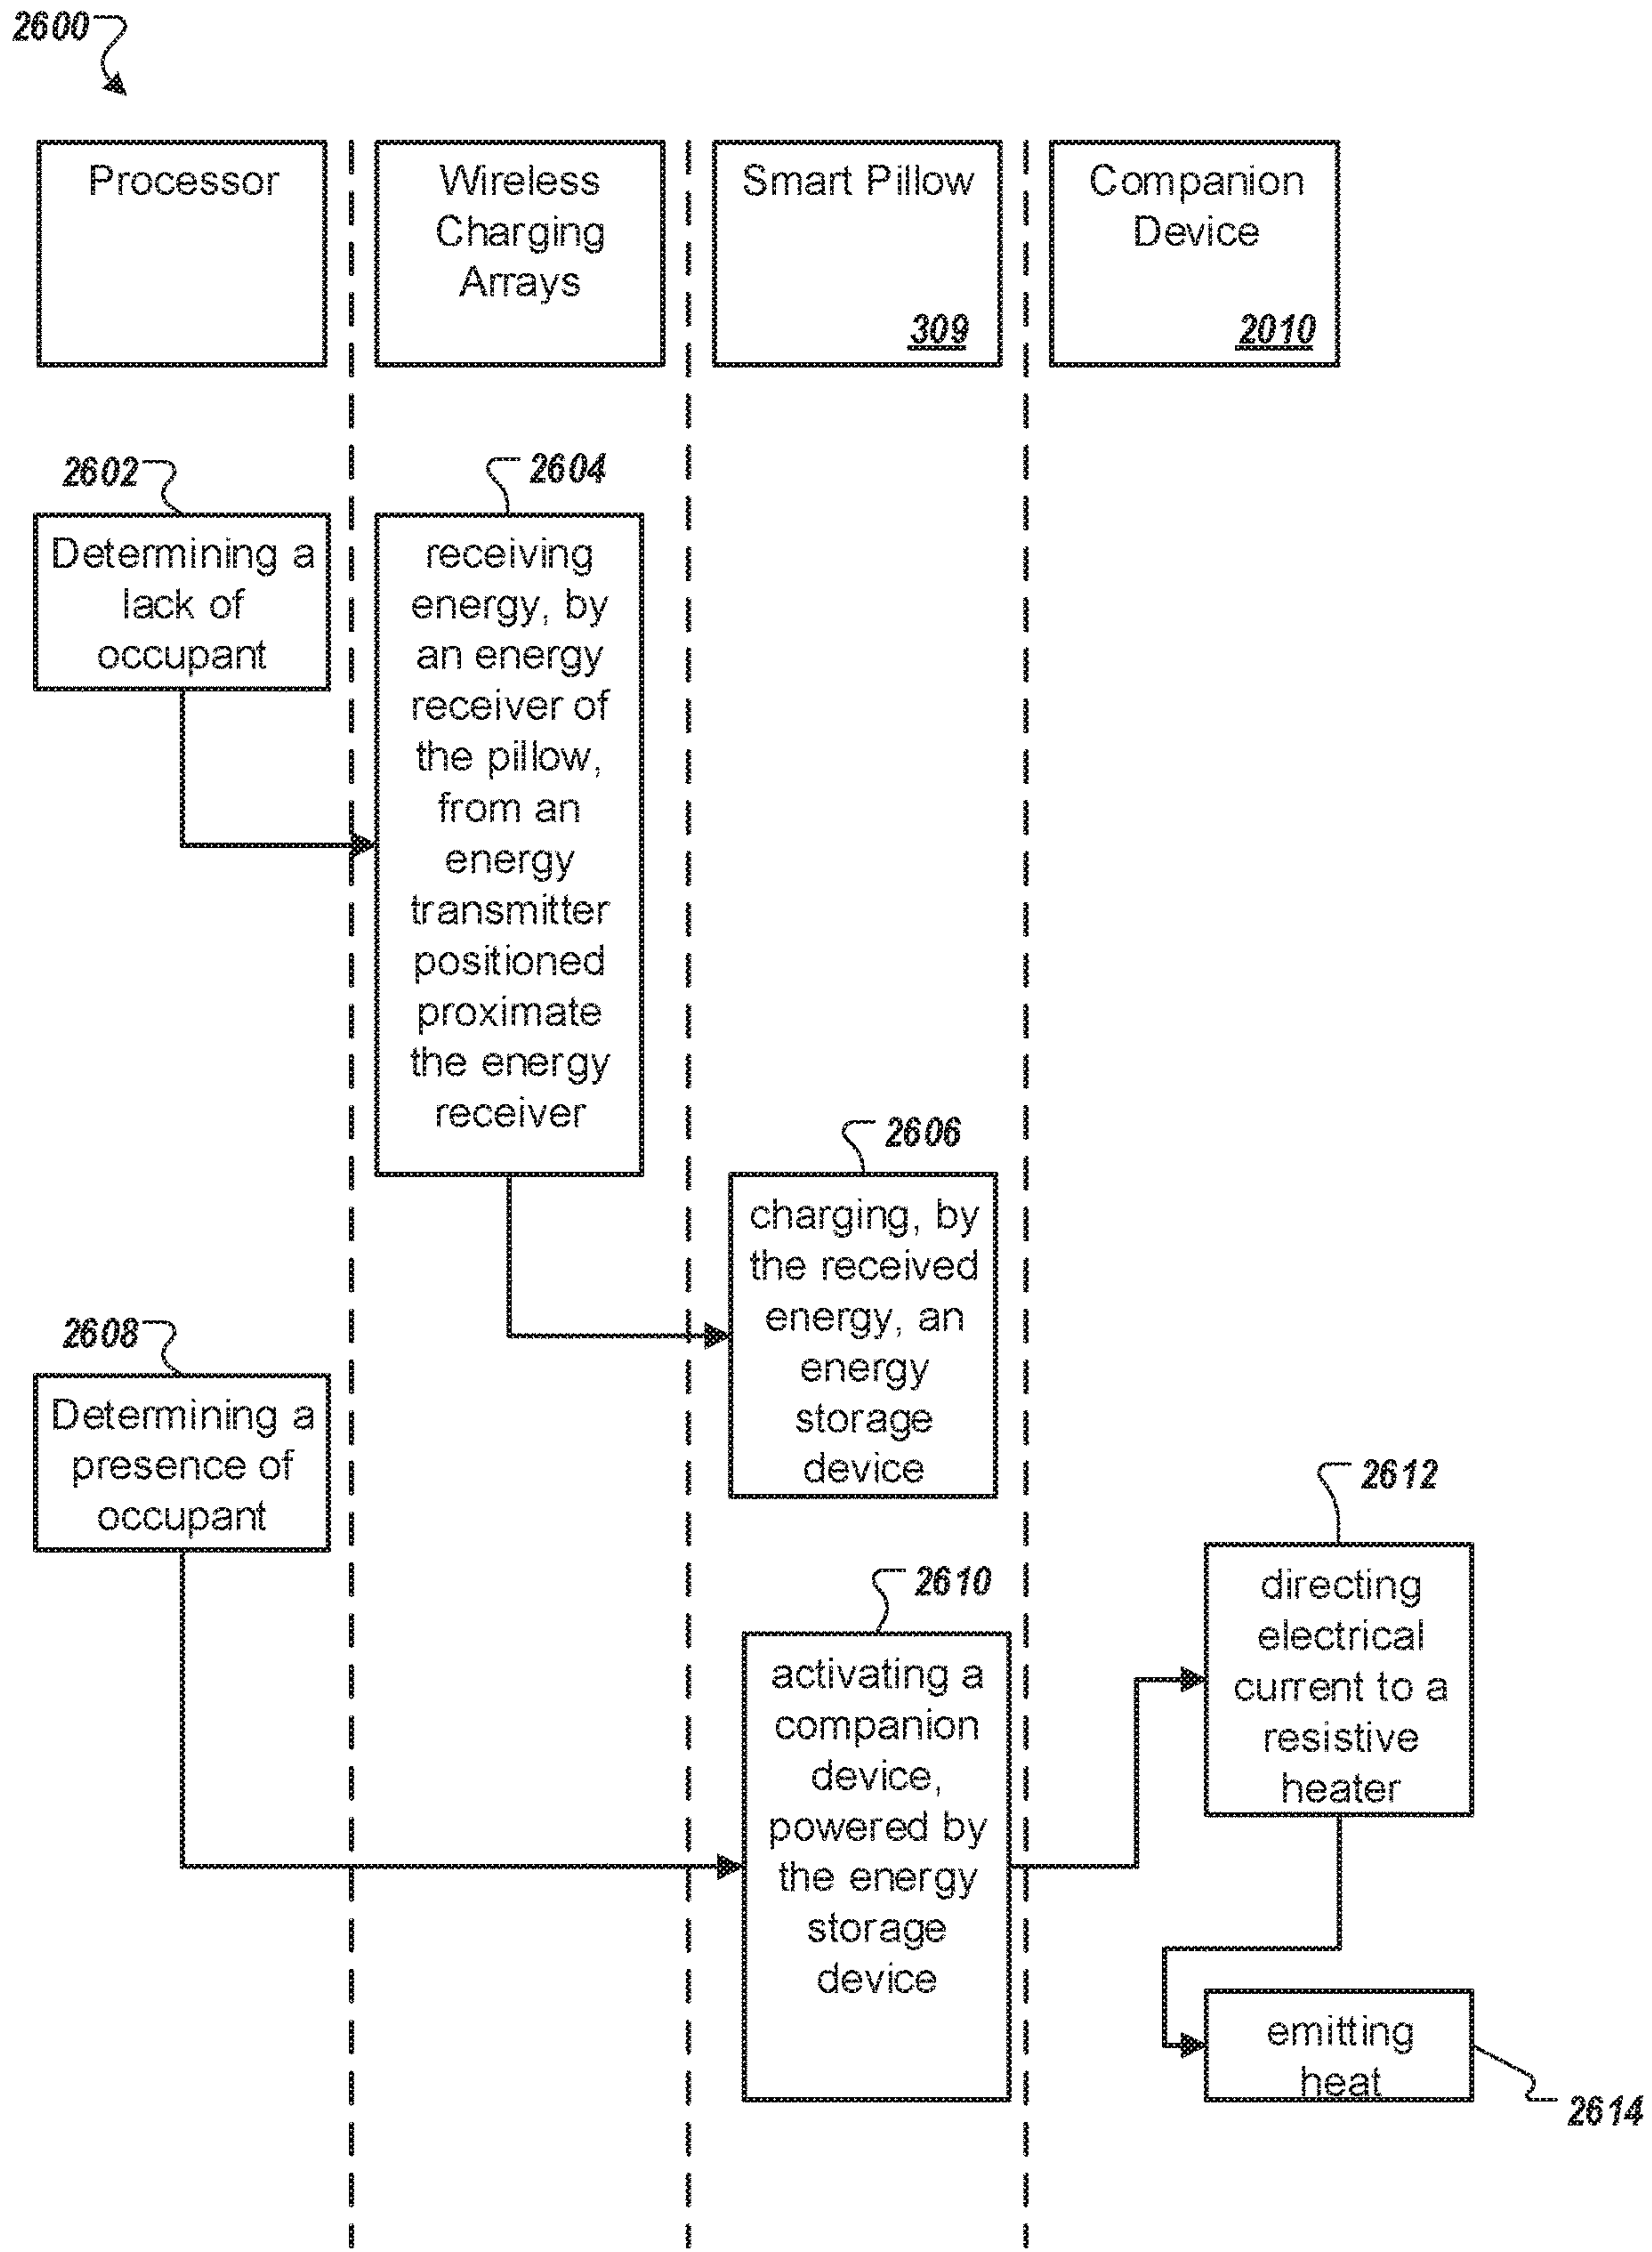 2600
Processor
Wireless
Charging
Arrays
Smart Pillow
309
Companion
Device
2010
2602
Determining a
lack of
occupant
2604
receiving
energy, by
an energy
receiver of
the pillow,
from an
energy
transmitter
positioned
proximate
the energy
receiver
2606
charging, by
the received
energy, an
energy
storage
device
2608
Determining a
presence of
occupant
2610
activating a
companion
device,
powered by
the energy
storage
device
2612
directing
electrical
current to a
resistive
heater
emitting
heat
2614